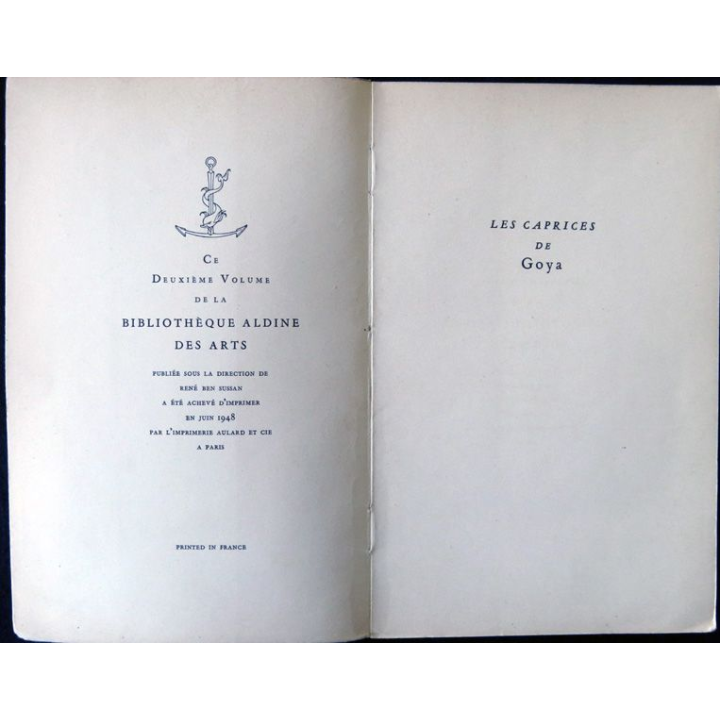 Ce
Deuxième Volume
de la
BIBLIOTHÈQUE ALDINE
DES ARTS
publiée sous la direction de
rené ben sussan
a été achevé d'imprimer
en juin 1948
par l'imprimerie aulard et cie
a paris
printed in france
LES CAPRICES
DE
Goya